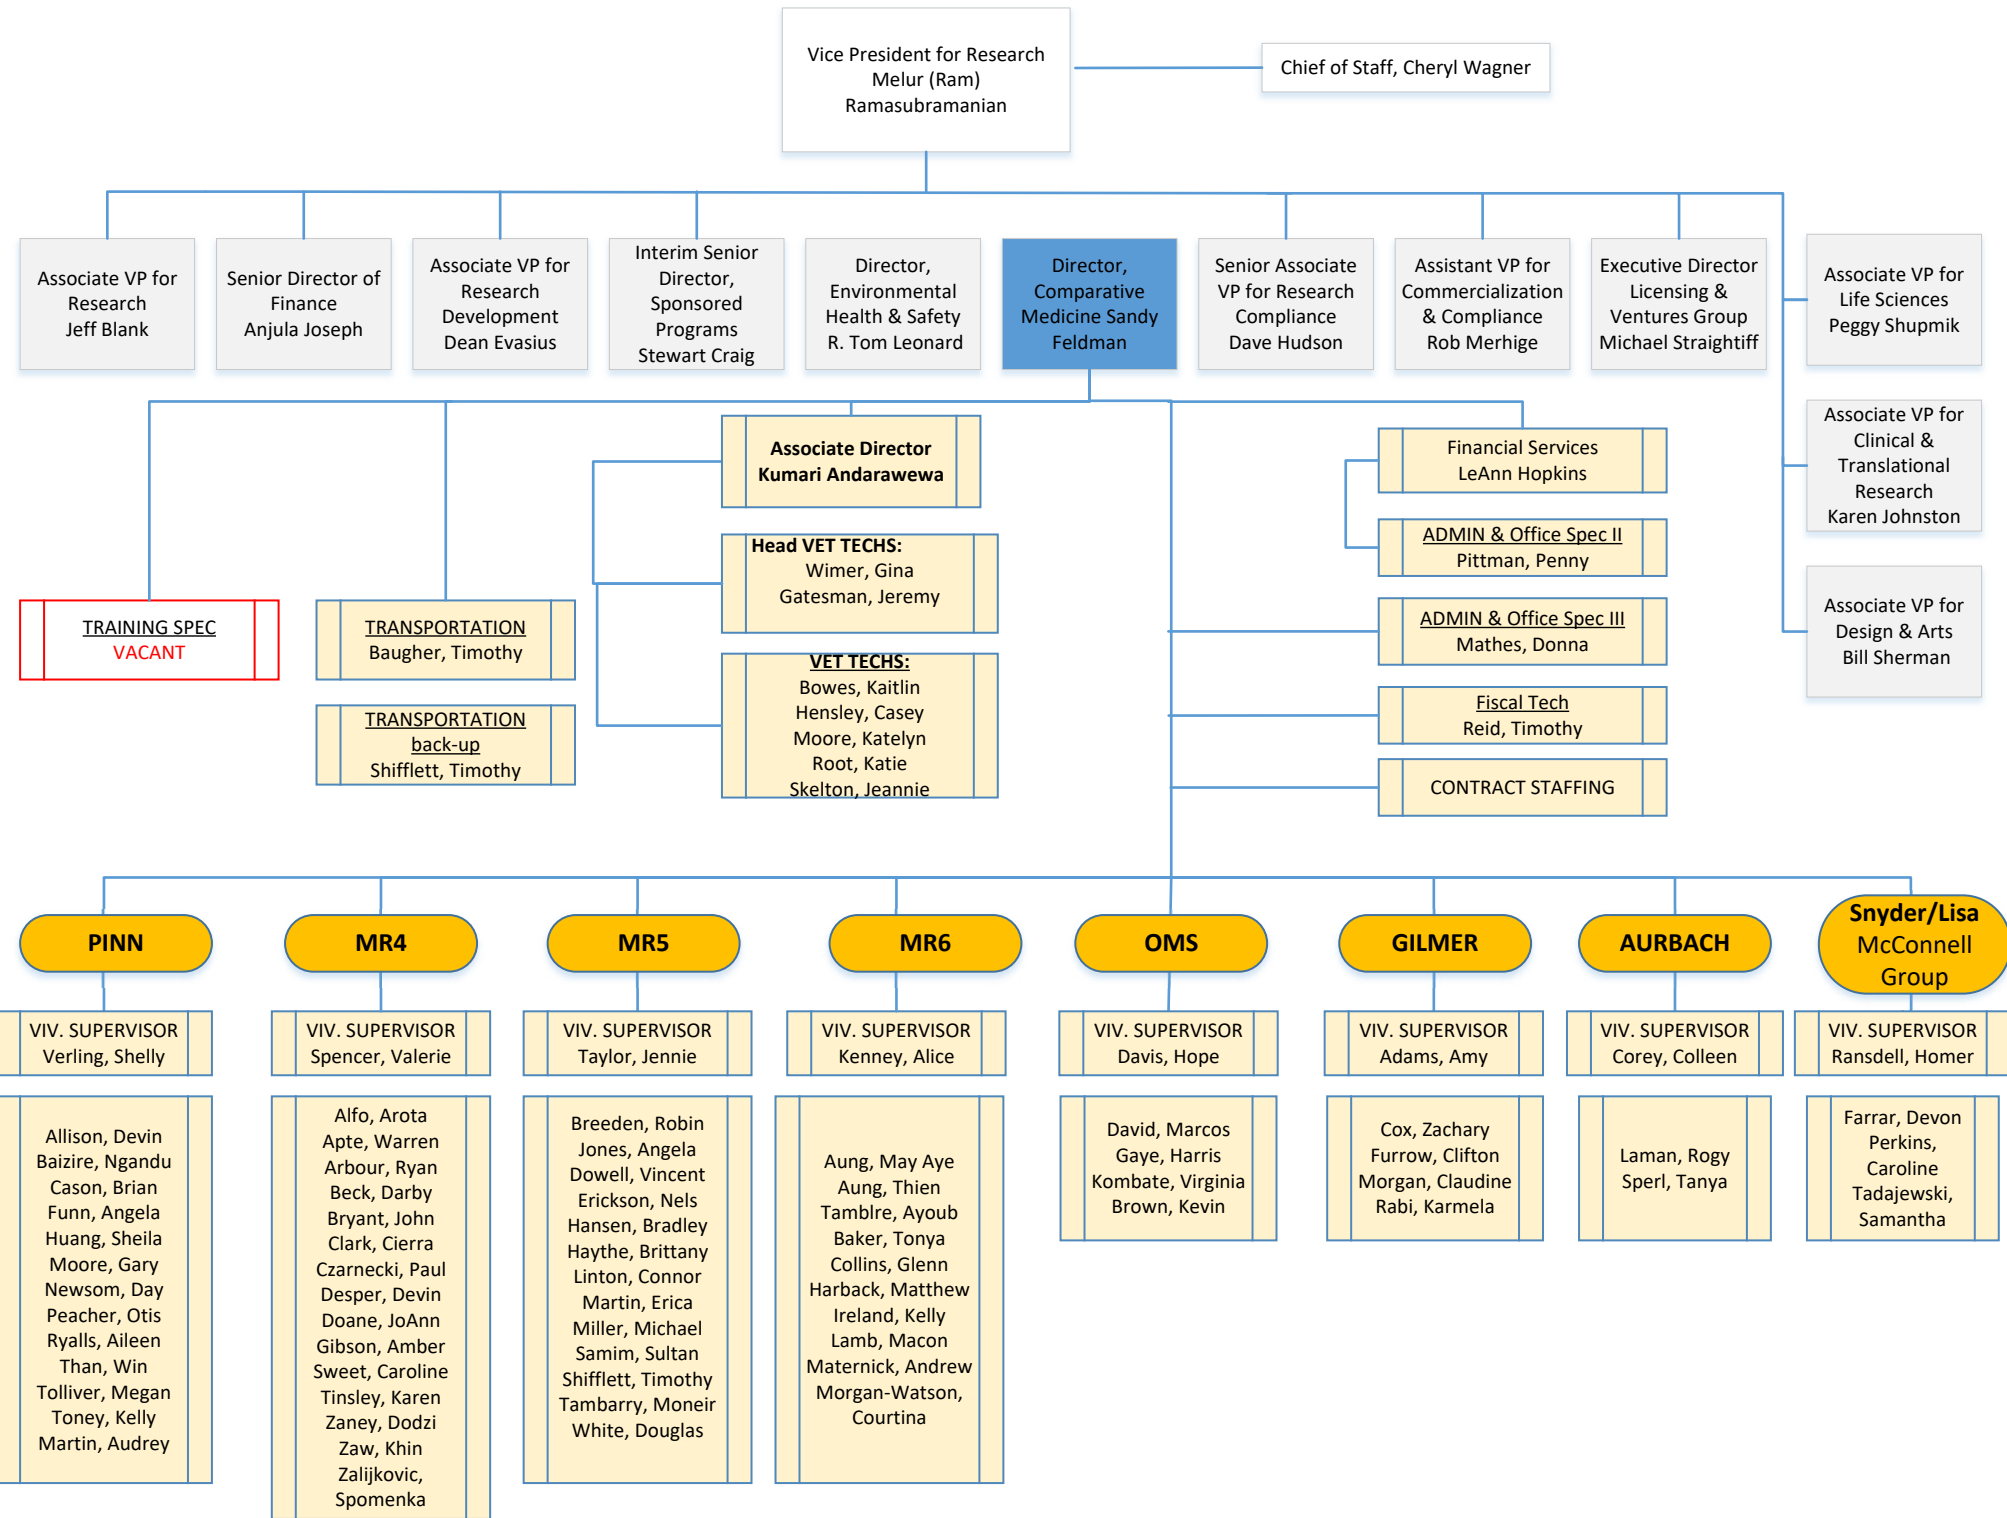 Vice President for Research
Melur (Ram)
Ramasubramanian
Chief of Staff, Cheryl Wagner
Associate VP for
Research
Jeff Blank
Senior Director of
Finance
Anjula Joseph
Associate VP for
Research
Development
Dean Evasius
Interim Senior
Director,
Sponsored
Programs
Stewart Craig
Director,
Environmental
Health & Safety
R. Tom Leonard
Director,
Comparative
Medicine Sandy
Feldman
Senior Associate
VP for Research
Compliance
Dave Hudson
Assistant VP for
Commercialization
& Compliance
Rob Merhige
Executive Director
Licensing &
Ventures Group
Michael Straightiff
Associate VP for
Life Sciences
Peggy Shupmik
Associate VP for
Clinical &
Translational
Research
Karen Johnston
Associate VP for
Design & Arts
Bill Sherman
Associate Director
Kumari Andarawewa
Head VET TECHS:
Wimer, Gina
Gatesman, Jeremy
VET TECHS:
Bowes, Kaitlin
Hensley, Casey
Moore, Katelyn
Root, Katie
Skelton, Jeannie
TRAINING SPEC
VACANT
TRANSPORTATION
Baugher, Timothy
TRANSPORTATION
back-up
Shifflett, Timothy
Financial Services
LeAnn Hopkins
ADMIN & Office Spec II
Pittman, Penny
ADMIN & Office Spec III
Mathes, Donna
Fiscal Tech
Reid, Timothy
CONTRACT STAFFING
PINN
VIV. SUPERVISOR
Verling, Shelly
Allison, Devin
Baizire, Ngandu
Cason, Brian
Funn, Angela
Huang, Sheila
Moore, Gary
Newsom, Day
Peacher, Otis
Ryalls, Aileen
Than, Win
Tolliver, Megan
Toney, Kelly
Martin, Audrey
MR4
VIV. SUPERVISOR
Spencer, Valerie
Alfo, Arota
Apte, Warren
Arbour, Ryan
Beck, Darby
Bryant, John
Clark, Cierra
Czarnecki, Paul
Desper, Devin
Doane, JoAnn
Gibson, Amber
Sweet, Caroline
Tinsley, Karen
Zaney, Dodzi
Zaw, Khin
Zalijkovic,
Spomenka
MR5
VIV. SUPERVISOR
Taylor, Jennie
Breeden, Robin
Jones, Angela
Dowell, Vincent
Erickson, Nels
Hansen, Bradley
Haythe, Brittany
Linton, Connor
Martin, Erica
Miller, Michael
Samim, Sultan
Shifflett, Timothy
Tambarry, Moneir
White, Douglas
MR6
VIV. SUPERVISOR
Kenney, Alice
Aung, May Aye
Aung, Thien
Tamblre, Ayoub
Baker, Tonya
Collins, Glenn
Harback, Matthew
Ireland, Kelly
Lamb, Macon
Maternick, Andrew
Morgan-Watson,
Courtina
OMS
VIV. SUPERVISOR
Davis, Hope
David, Marcos
Gaye, Harris
Kombate, Virginia
Brown, Kevin
GILMER
VIV. SUPERVISOR
Adams, Amy
Cox, Zachary
Furrow, Clifton
Morgan, Claudine
Rabi, Karmela
AURBACH
VIV. SUPERVISOR
Corey, Colleen
Laman, Rogy
Sperl, Tanya
Snyder/Lisa
McConnell
Group
VIV. SUPERVISOR
Ransdell, Homer
Farrar, Devon
Perkins,
Caroline
Tadajewski,
Samantha